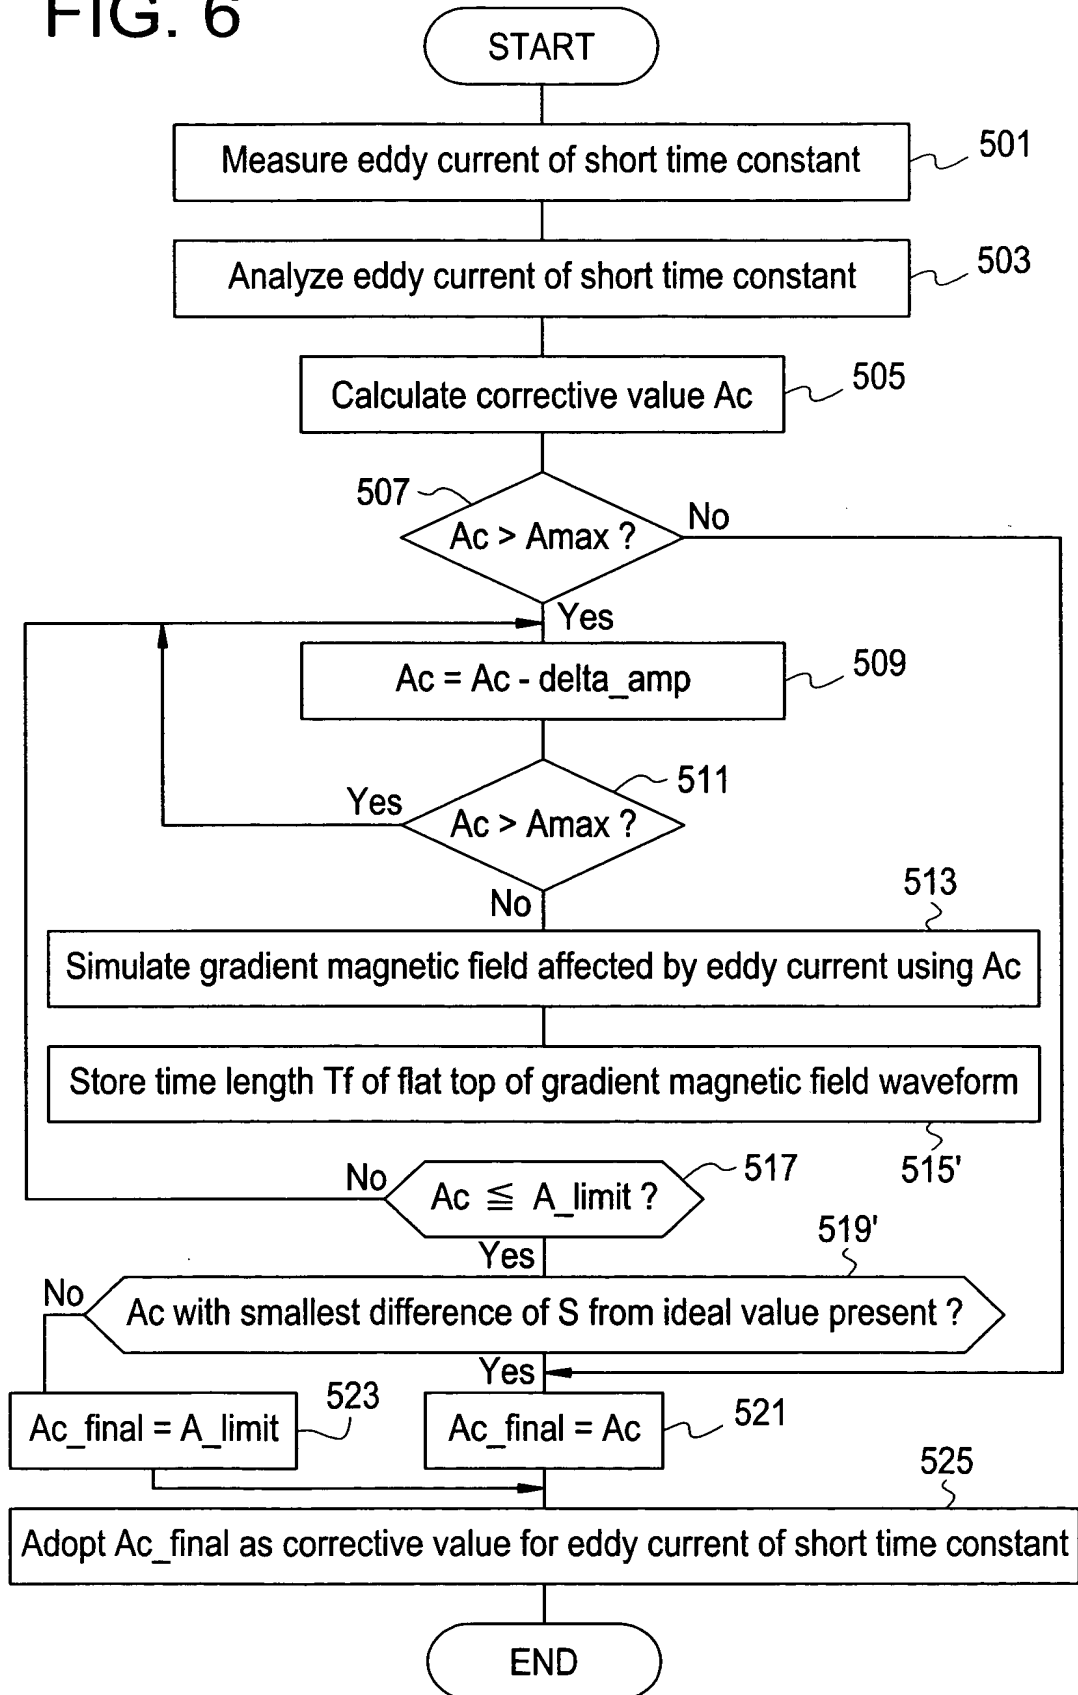 FIG. 6
START
Measure eddy current of short time constant
501
Analyze eddy current of short time constant
503
Calculate corrective value Ac
505
507
Ac > Amax ?
No
Yes
Ac = Ac - delta_amp
509
511
Yes
Ac > Amax ?
No
513
Simulate gradient magnetic field affected by eddy current using Ac
Store time length Tf of flat top of gradient magnetic field waveform
515'
No
Ac ≦ A_limit ?
517
Yes
519'
No
Ac with smallest difference of S from ideal value present ?
Yes
Ac_final = A_limit
523
Ac_final = Ac
521
525
Adopt Ac_final as corrective value for eddy current of short time constant
END